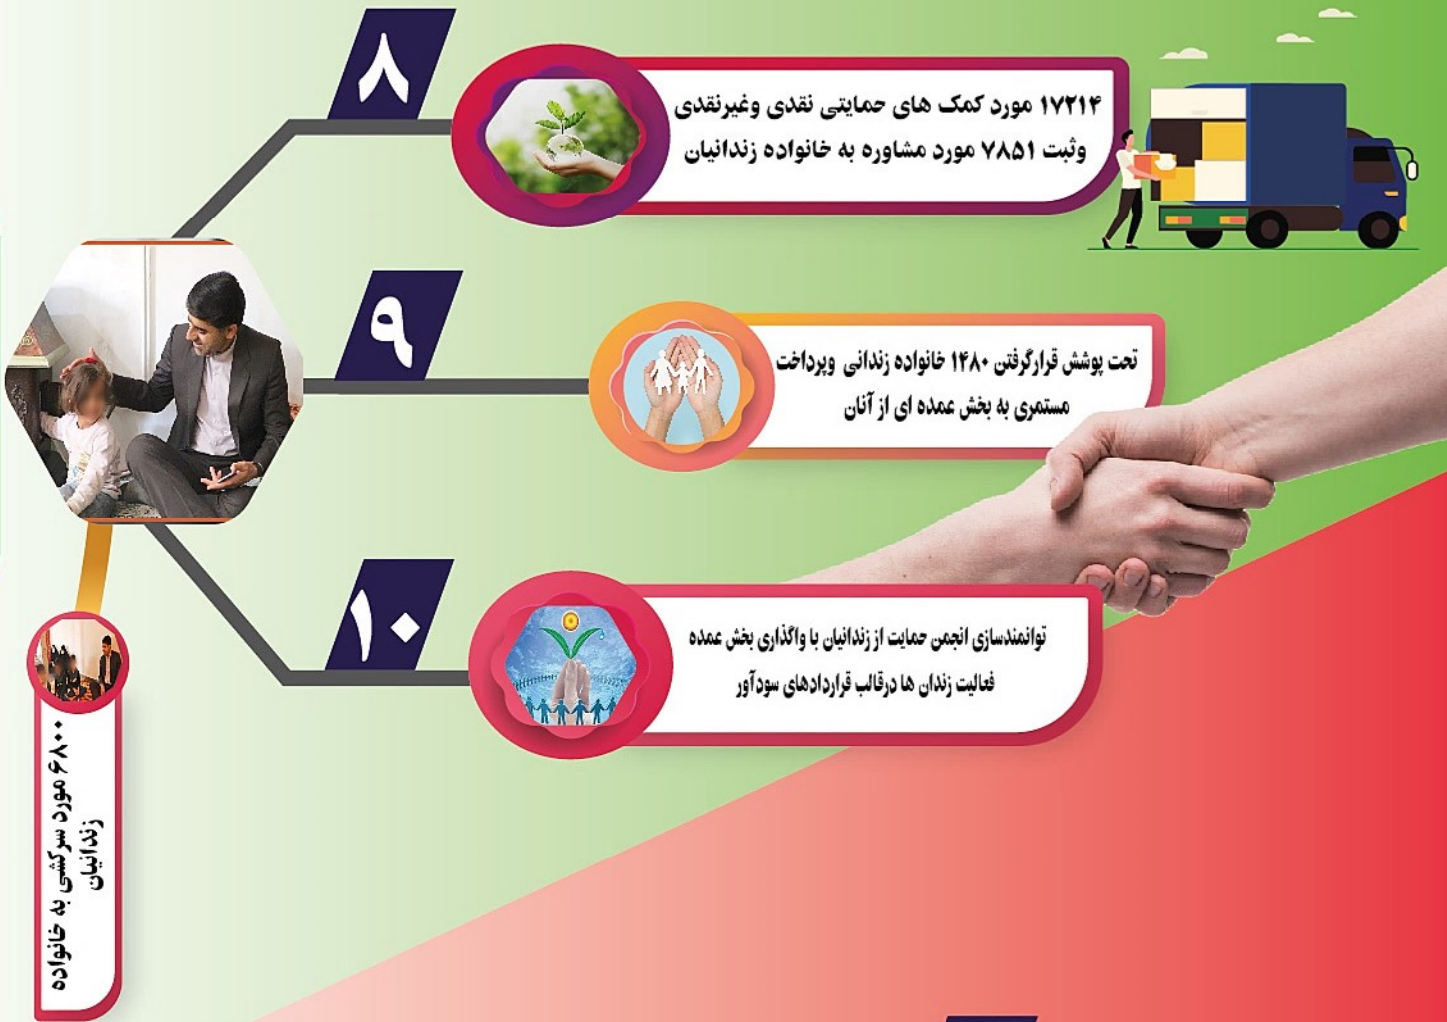 ۸
۱۷۲۱۴ مورد کمک های حمایتی نقدی وغیرنقدی
وثبت ۷۸۵۱ مورد مشاوره به خانواده زندانیان
۹
تحت پوشش قرارگرفتن ۱۴۸۰ خانواده زندانی وپرداخت
مستمری به بخش عمده ای از آنان
۱۰
توانمندسازی انجمن حمایت از زندانیان با واگذاری بخش عمده
فعالیت زندان ها درقالب قراردادهای سودآور
۶۸۰۰ مورد سرکشی به خانواده
زندانیان